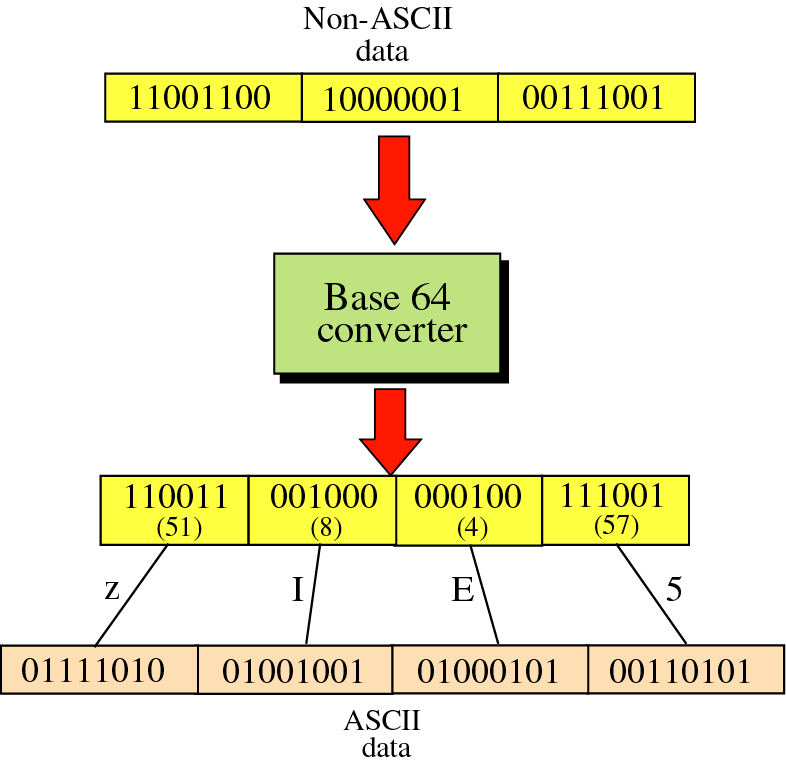 Non-ASCII
data
11001100 10000001 00111001
Base 64
converter
110011 001000 000100 111001
(51) (8) (4) (57)
z I E 5
01111010 01001001 01000101 00110101
ASCII
data